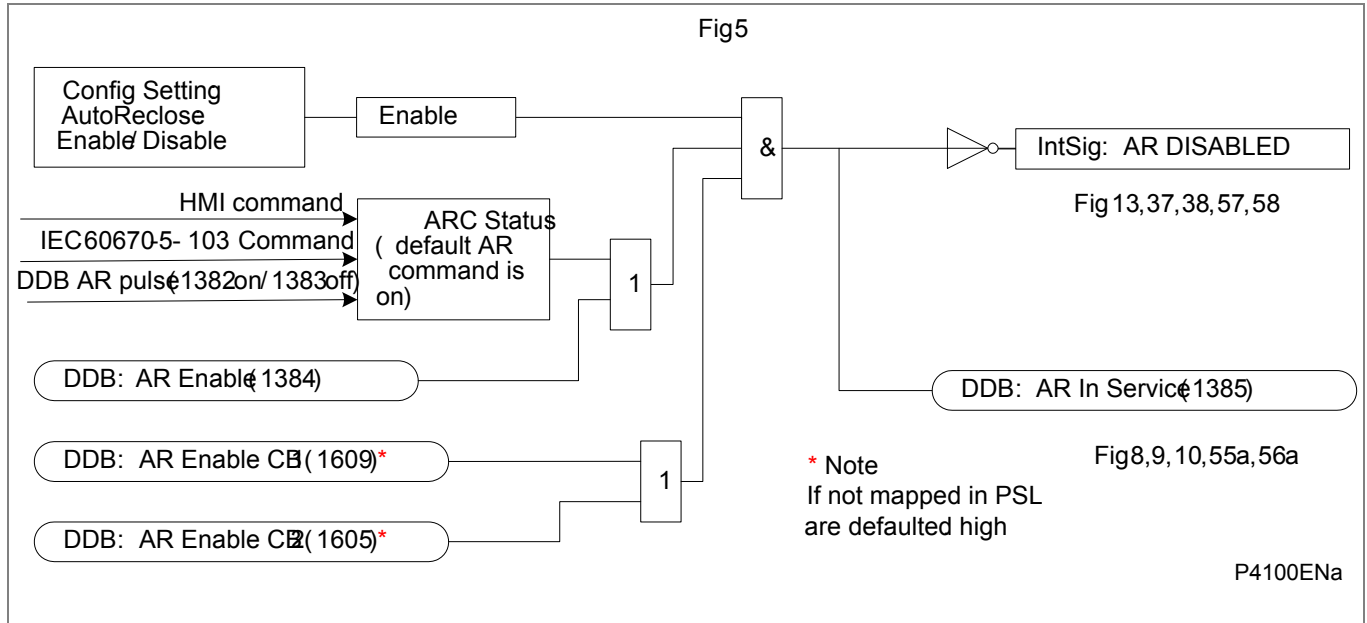 Fig5
Config Setting
AutoReclose
Enable/ Disable
Enable
&
IntSig: AR DISABLED
Fig 13,37,38,57,58
HMI command
IEC60670-5-103 Command
DDB AR pulse(1382on/1383off)
ARC Status
( default AR
command is
on)
1
DDB: AR Enable(1384)
DDB: AR In Service(1385)
DDB: AR Enable CB1(1609)*
1
* Note
If not mapped in PSL
are defaulted high
Fig8,9,10,55a,56a
DDB: AR Enable CB2(1605)*
P4100ENa